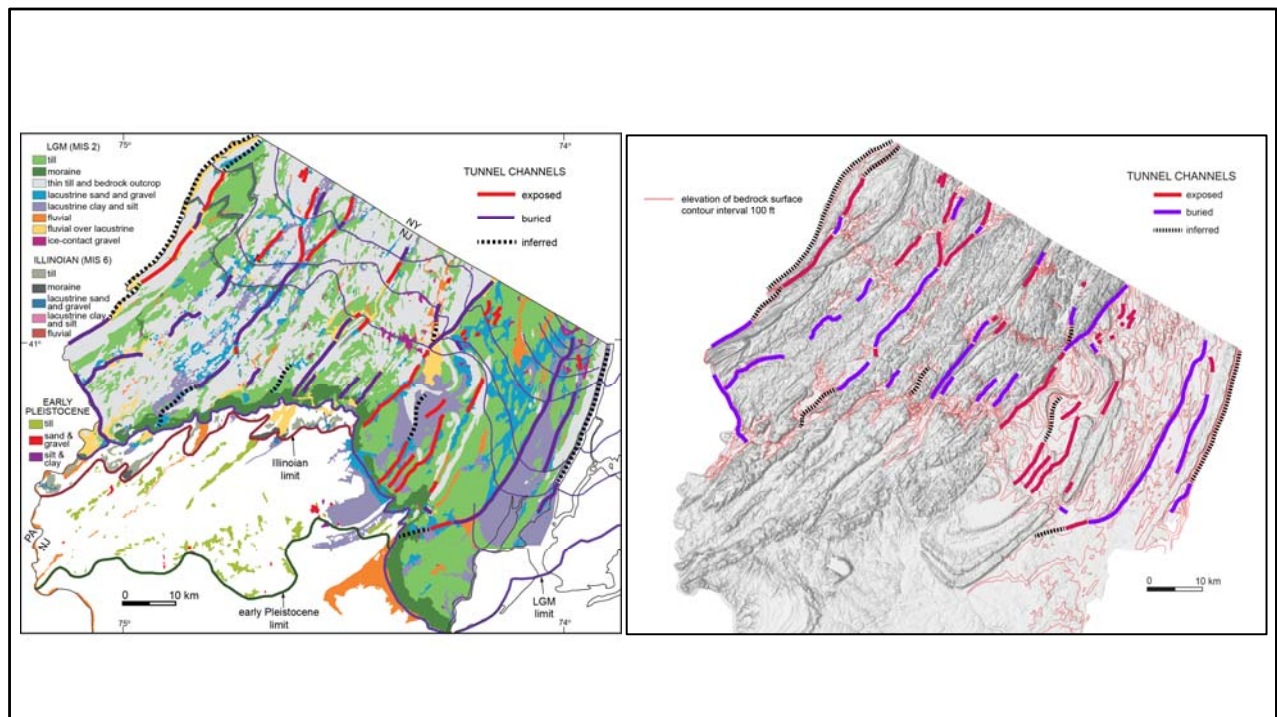 75°
74°
LGM (MIS 2)
till
moraine
thin till and bedrock outcrop
lacustrine sand and gravel
lacustrine clay and silt
fluvial
fluvial over lacustrine
ice-contact gravel
ILLINOIAN (MIS 6)
till
moraine
lacustrine sand
and gravel
lacustrine clay
and silt
fluvial
TUNNEL CHANNELS
exposed
buried
inferred
NY
NJ
41°
EARLY
PLEISTOCENE
till
sand &
gravel
silt &
clay
Illinoian
limit
PA
NJ
0 10 km
early Pleistocene
limit
LGM
limit
75°
74°
elevation of bedrock surface
contour interval 100 ft
TUNNEL CHANNELS
exposed
buried
inferred
0 10 km